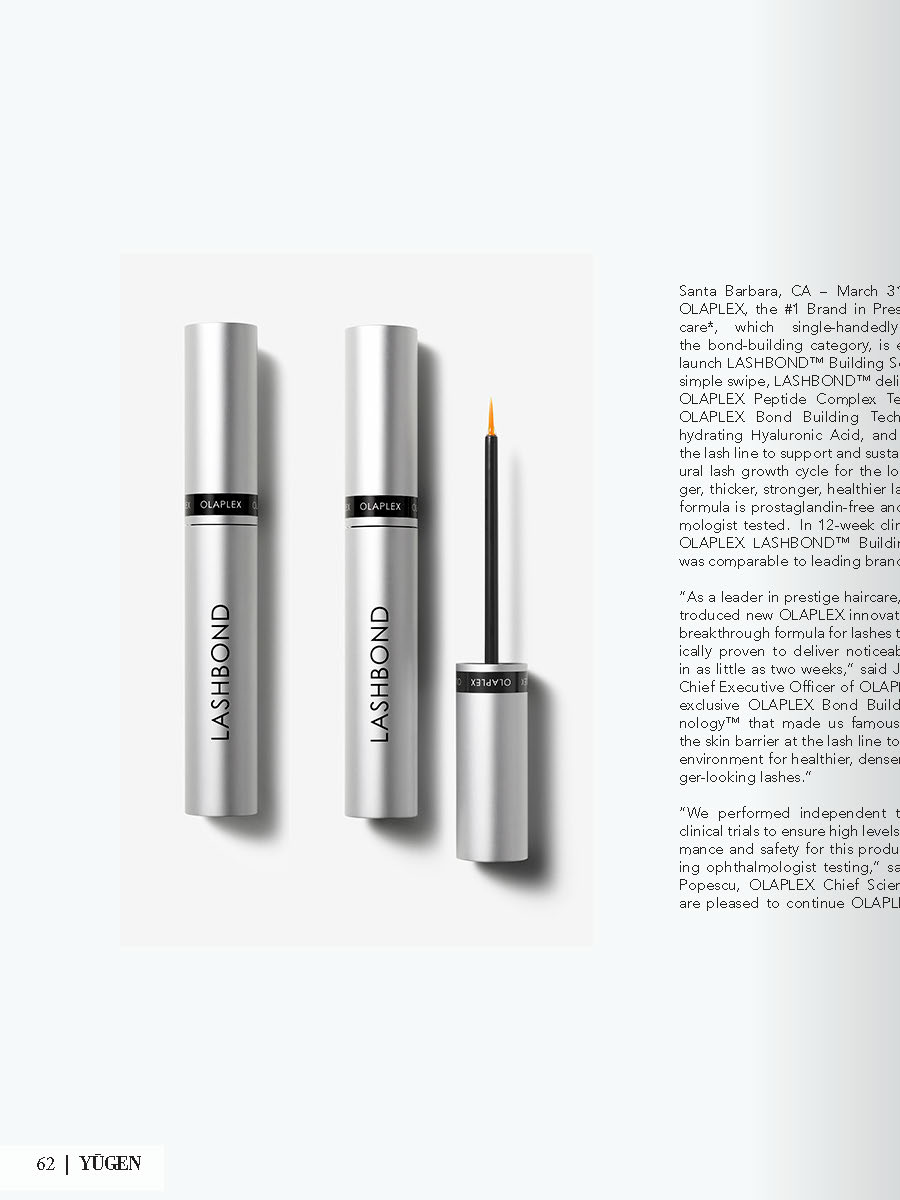 OLAPLEX
LASHBOND
OLAPLEX
LASHBOND
OLAPLEX
Santa Barbara, CA – March 31
OLAPLEX, the #1 Brand in Pres
care*, which single-handedly
the bond-building category, is e
launch LASHBOND™ Building Se
simple swipe, LASHBOND™ deli
OLAPLEX Peptide Complex Te
OLAPLEX Bond Building Tech
hydrating Hyaluronic Acid, and
the lash line to support and susta
ural lash growth cycle for the lo
ger, thicker, stronger, healthier la
formula is prostaglandin-free and
mologist tested. In 12-week clin
OLAPLEX LASHBOND™ Buildin
was comparable to leading brand
“As a leader in prestige haircare,
troduced new OLAPLEX innovat
breakthrough formula for lashes t
ically proven to deliver noticeab
in as little as two weeks,” said J
Chief Executive Officer of OLAPL
exclusive OLAPLEX Bond Build
nology™ that made us famous
the skin barrier at the lash line to
environment for healthier, denser
ger-looking lashes.”
“We performed independent t
clinical trials to ensure high levels
mance and safety for this produ
ing ophthalmologist testing,” sa
Popescu, OLAPLEX Chief Scien
are pleased to continue OLAPLE
62 | YŪGEN